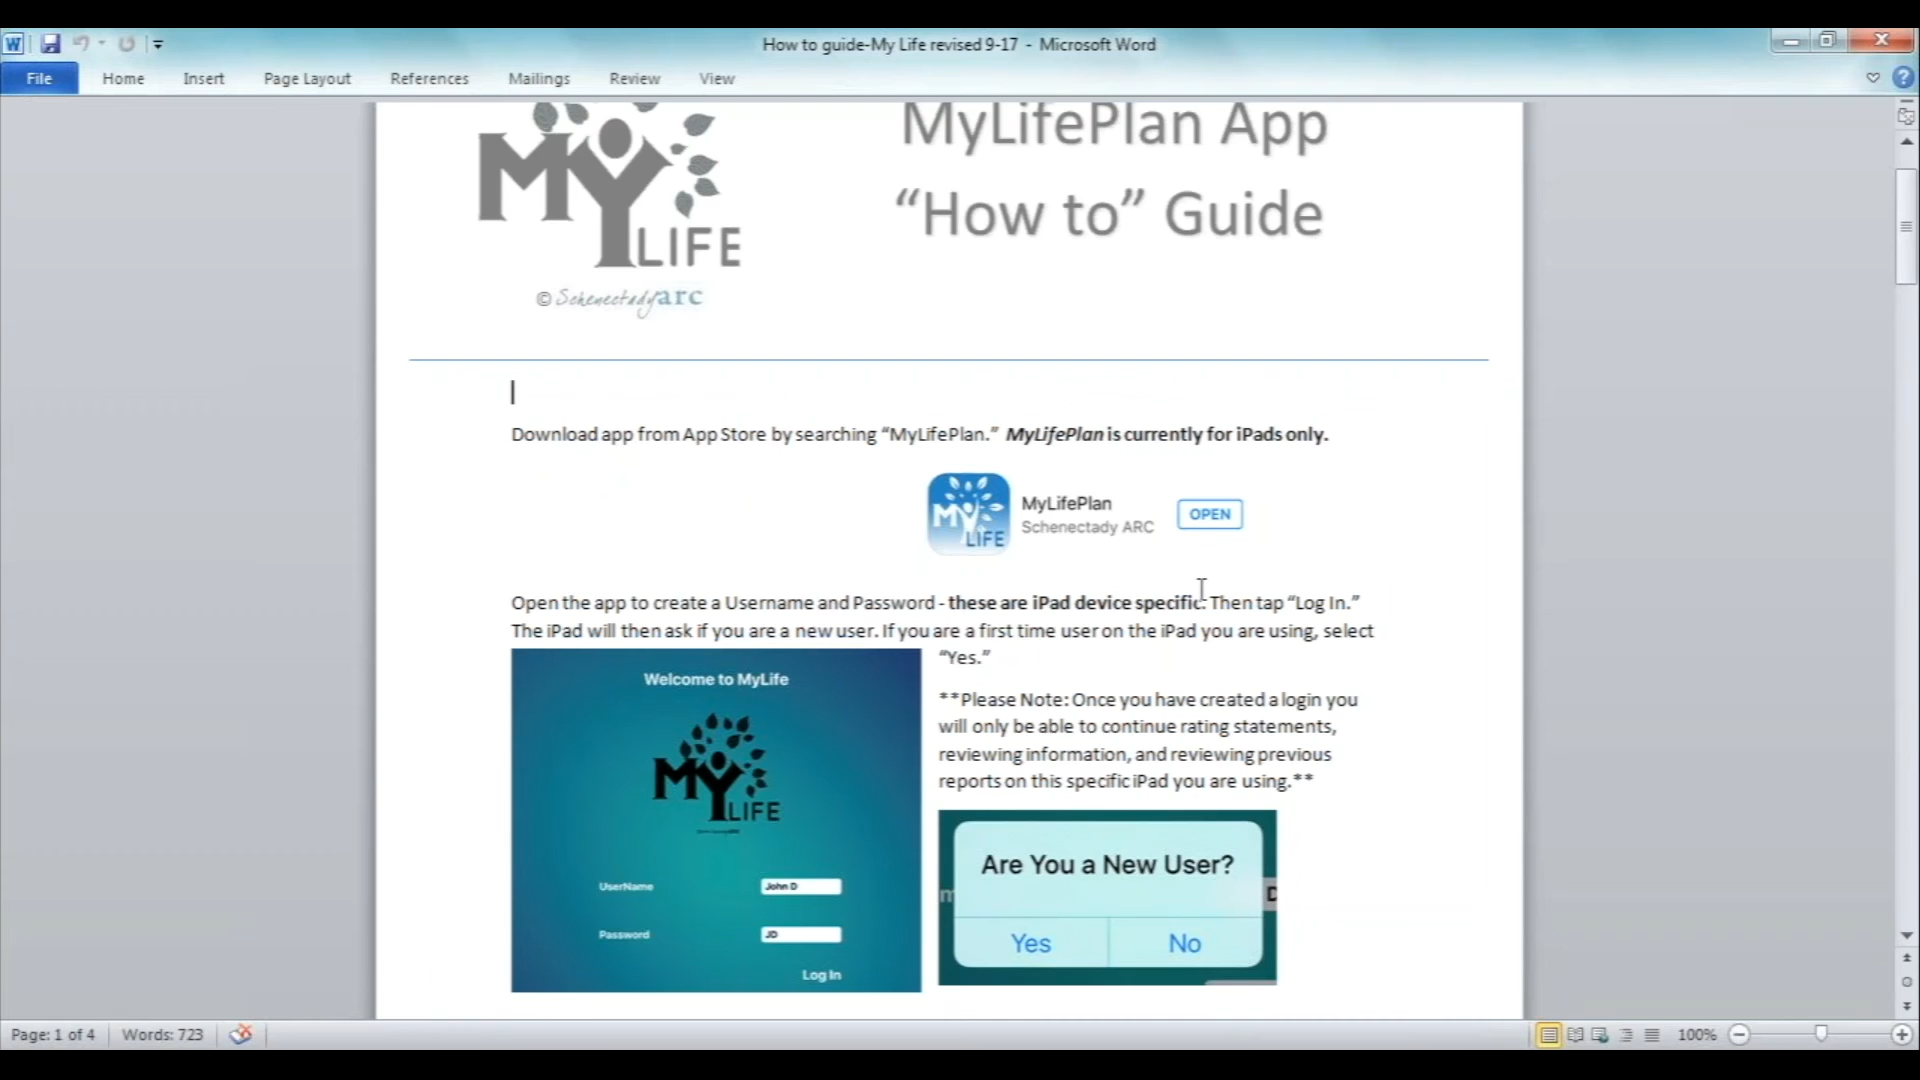 How to guide-My Life revised 9-17 - Microsoft Word
File Home Insert Page Layout References Mailings Review View
MyLifePlan App
MY LIFE
“How to” Guide
© Schenectady arc
Download app from App Store by searching “MyLifePlan.” MyLifePlan is currently for iPads only.
MY LIFE
MyLifePlan
Schenectady ARC
OPEN
Open the app to create a Username and Password - these are iPad device specific. Then tap “Log In.”
The iPad will then ask if you are a new user. If you are a first time user on the iPad you are using, select
“Yes.”
Welcome to MyLife
MY LIFE
UserName John D
Password JD
Log In
**Please Note: Once you have created a login you
will only be able to continue rating statements,
reviewing information, and reviewing previous
reports on this specific iPad you are using.**
Are You a New User?
Yes No
Page: 1 of 4 Words: 723 100%